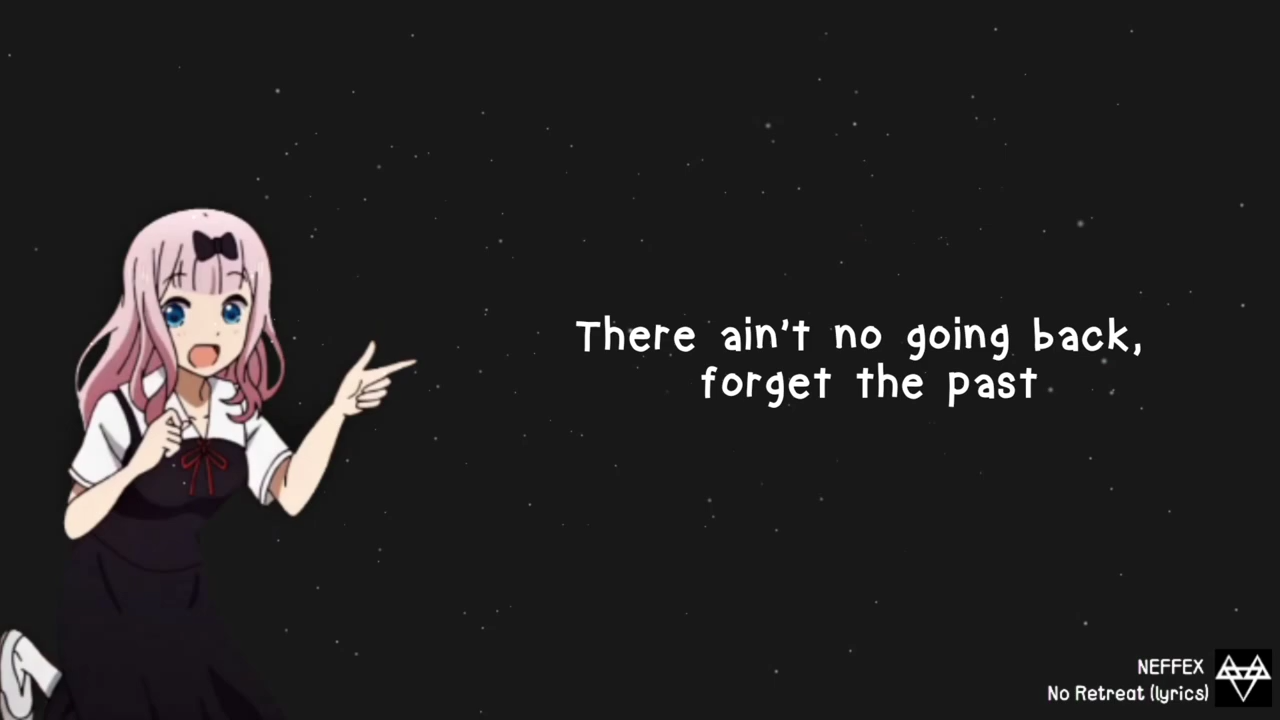 There ain't no going back,
forget the past
NEFFEX
No Retreat (lyrics)